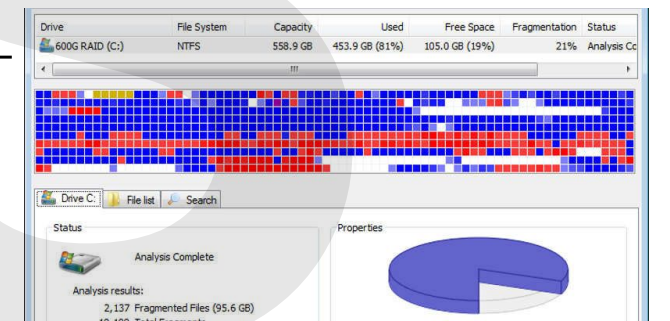 Drive File System Capacity Used Free Space Fragmentation Status
600G RAID (C:) NTFS 558.9 GB 453.9 GB (81%) 105.0 GB (19%) 21% Analysis Co
Drive C: File list Search
Status Properties
Analysis Complete
Analysis results:
2,137 Fragmented Files (95.6 GB)
Total Fragments